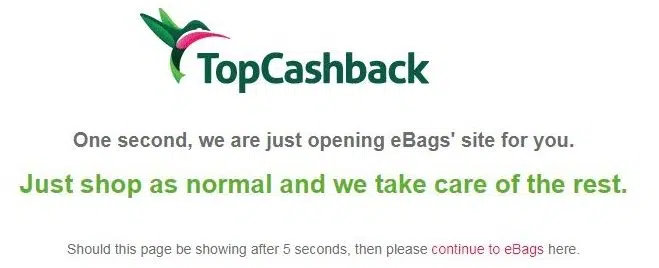 TopCashback
One second, we are just opening eBags' site for you.
Just shop as normal and we take care of the rest.
Should this page be showing after 5 seconds, then please continue to eBags here.